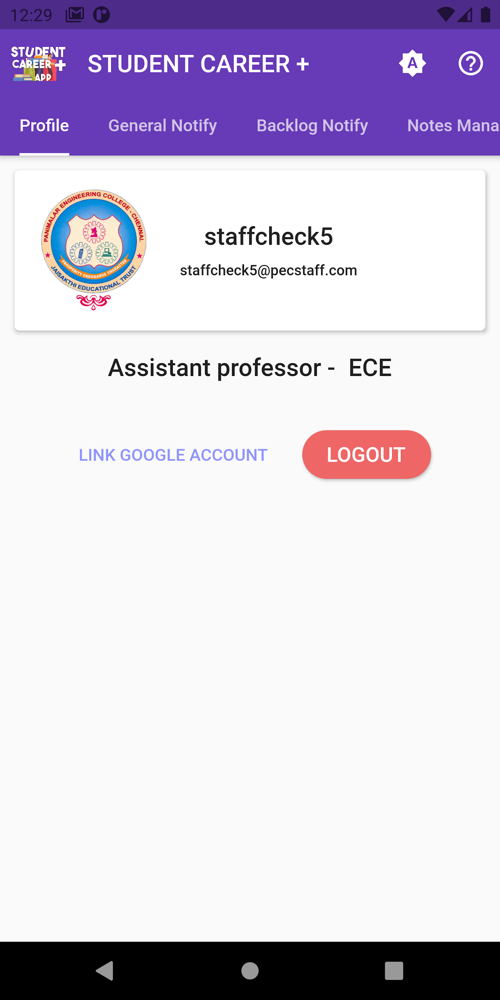 12:29
STUDENT
CAREER +
APP
STUDENT CAREER +
A
Profile
General Notify
Backlog Notify
Notes Mana
PANIMALAR ENGINEERING COLLEGE - CHENNAI.
PROSPERITY ENDURANCE CHARACTER
JAISAKTHI EDUCATIONAL TRUST
staffcheck5
staffcheck5@pecstaff.com
Assistant professor -  ECE
LINK GOOGLE ACCOUNT
LOGOUT